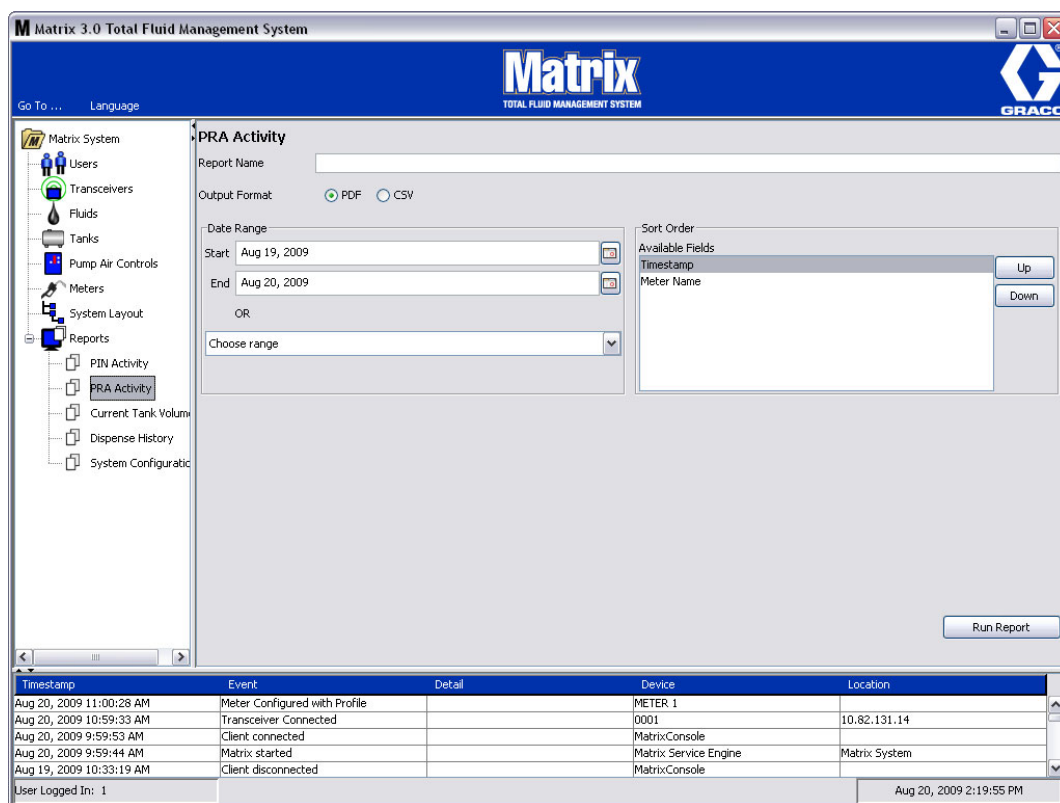 M Matrix 3.0 Total Fluid Management System
Matrix
TOTAL FLUID MANAGEMENT SYSTEM
GRACO
Go To ... Language
Matrix System
Users
Transceivers
Fluids
Tanks
Pump Air Controls
Meters
System Layout
Reports
PIN Activity
PRA Activity
Current Tank Volum
Dispense History
System Configuratio
PRA Activity
Report Name
Output Format PDF CSV
Date Range
Start Aug 19, 2009
End Aug 20, 2009
OR
Choose range
Sort Order
Available Fields
Timestamp
Meter Name
Up
Down
Run Report
Timestamp Event Detail Device Location
Aug 20, 2009 11:00:28 AM Meter Configured with Profile METER 1
Aug 20, 2009 10:59:33 AM Transceiver Connected 0001 10.82.131.14
Aug 20, 2009 9:59:53 AM Client connected MatrixConsole
Aug 20, 2009 9:59:44 AM Matrix started Matrix Service Engine Matrix System
Aug 19, 2009 10:33:19 AM Client disconnected MatrixConsole
User Logged In: 1 Aug 20, 2009 2:19:55 PM